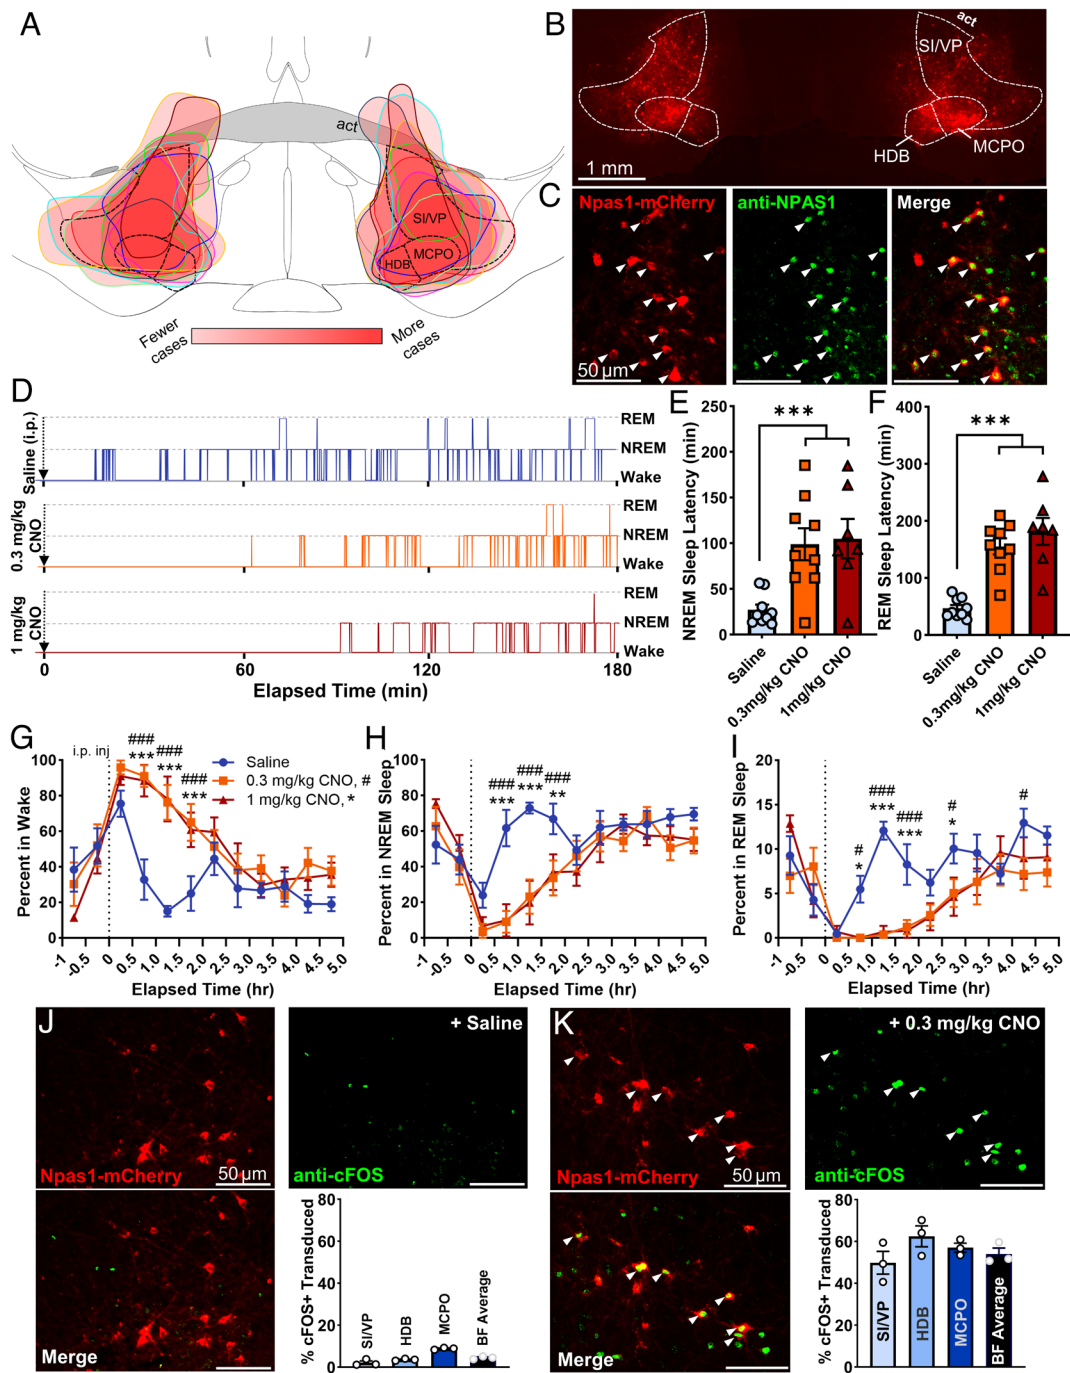 A
act
SI/VP
MCPO
HDB
Fewer cases
More cases
B
act
SI/VP
HDB
MCPO
1 mm
C
Npas1-mCherry
anti-NPAS1
Merge
50 µm
D
Saline (i.p.)
REM
NREM
Wake
0.3 mg/kg CNO
REM
NREM
Wake
1 mg/kg CNO
REM
NREM
Wake
0 60 120 180
Elapsed Time (min)
E
NREM Sleep Latency (min)
250
200
150
100
50
0
***
Saline
0.3mg/kg CNO
1mg/kg CNO
F
REM Sleep Latency (min)
400
300
200
100
0
***
Saline
0.3mg/kg CNO
1mg/kg CNO
G
i.p. inj
Percent in Wake
100
80
60
40
20
0
###
***
###
***
###
***
Saline
0.3 mg/kg CNO, #
1 mg/kg CNO, *
-1 -0.5 0 0.5 1.0 1.5 2.0 2.5 3.0 3.5 4.0 4.5 5.0
Elapsed Time (hr)
H
Percent in NREM Sleep
100
80
60
40
20
0
###
***
###
***
###
**
-1 -0.5 0 0.5 1.0 1.5 2.0 2.5 3.0 3.5 4.0 4.5 5.0
Elapsed Time (hr)
I
Percent in REM Sleep
20
15
10
5
0
#
*
###
***
###
***
#
*
#
-1 -0.5 0 0.5 1.0 1.5 2.0 2.5 3.0 3.5 4.0 4.5 5.0
Elapsed Time (hr)
J
+ Saline
Npas1-mCherry
50 µm
anti-cFOS
Merge
% cFOS+ Transduced
80
60
40
20
0
SI/VP
HDB
MCPO
BF Average
K
+ 0.3 mg/kg CNO
Npas1-mCherry
50 µm
anti-cFOS
Merge
% cFOS+ Transduced
80
60
40
20
0
SI/VP
HDB
MCPO
BF Average